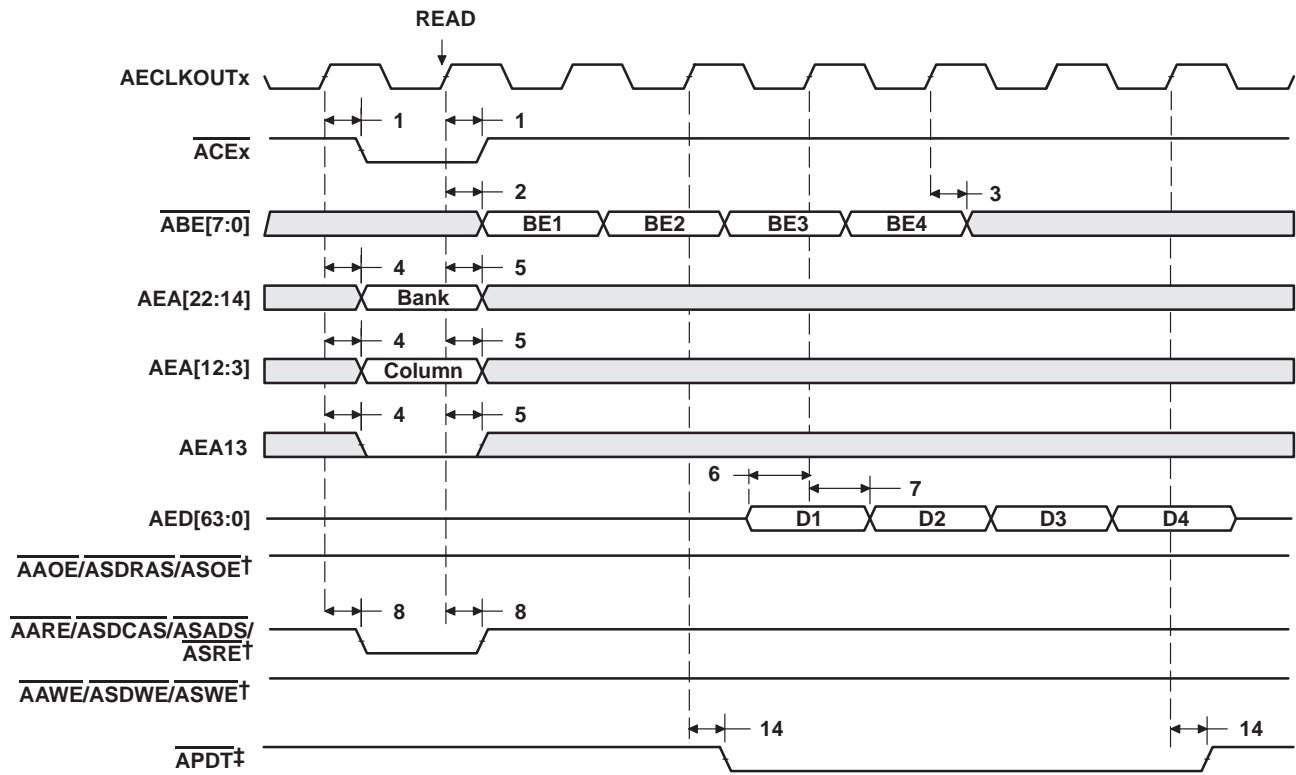 READ
AECLKOUTx
1 1
ACEx
2 3
ABE[7:0] BE1 BE2 BE3 BE4
4 5
AEA[22:14] Bank
4 5
AEA[12:3] Column
4 5
AEA13
6 7
AED[63:0] D1 D2 D3 D4
AAOE/ASDRAS/ASOE†
8 8
AARE/ASDCAS/ASADS/
ASRE†
AAWE/ASDWE/ASWE†
14 14
APDT‡